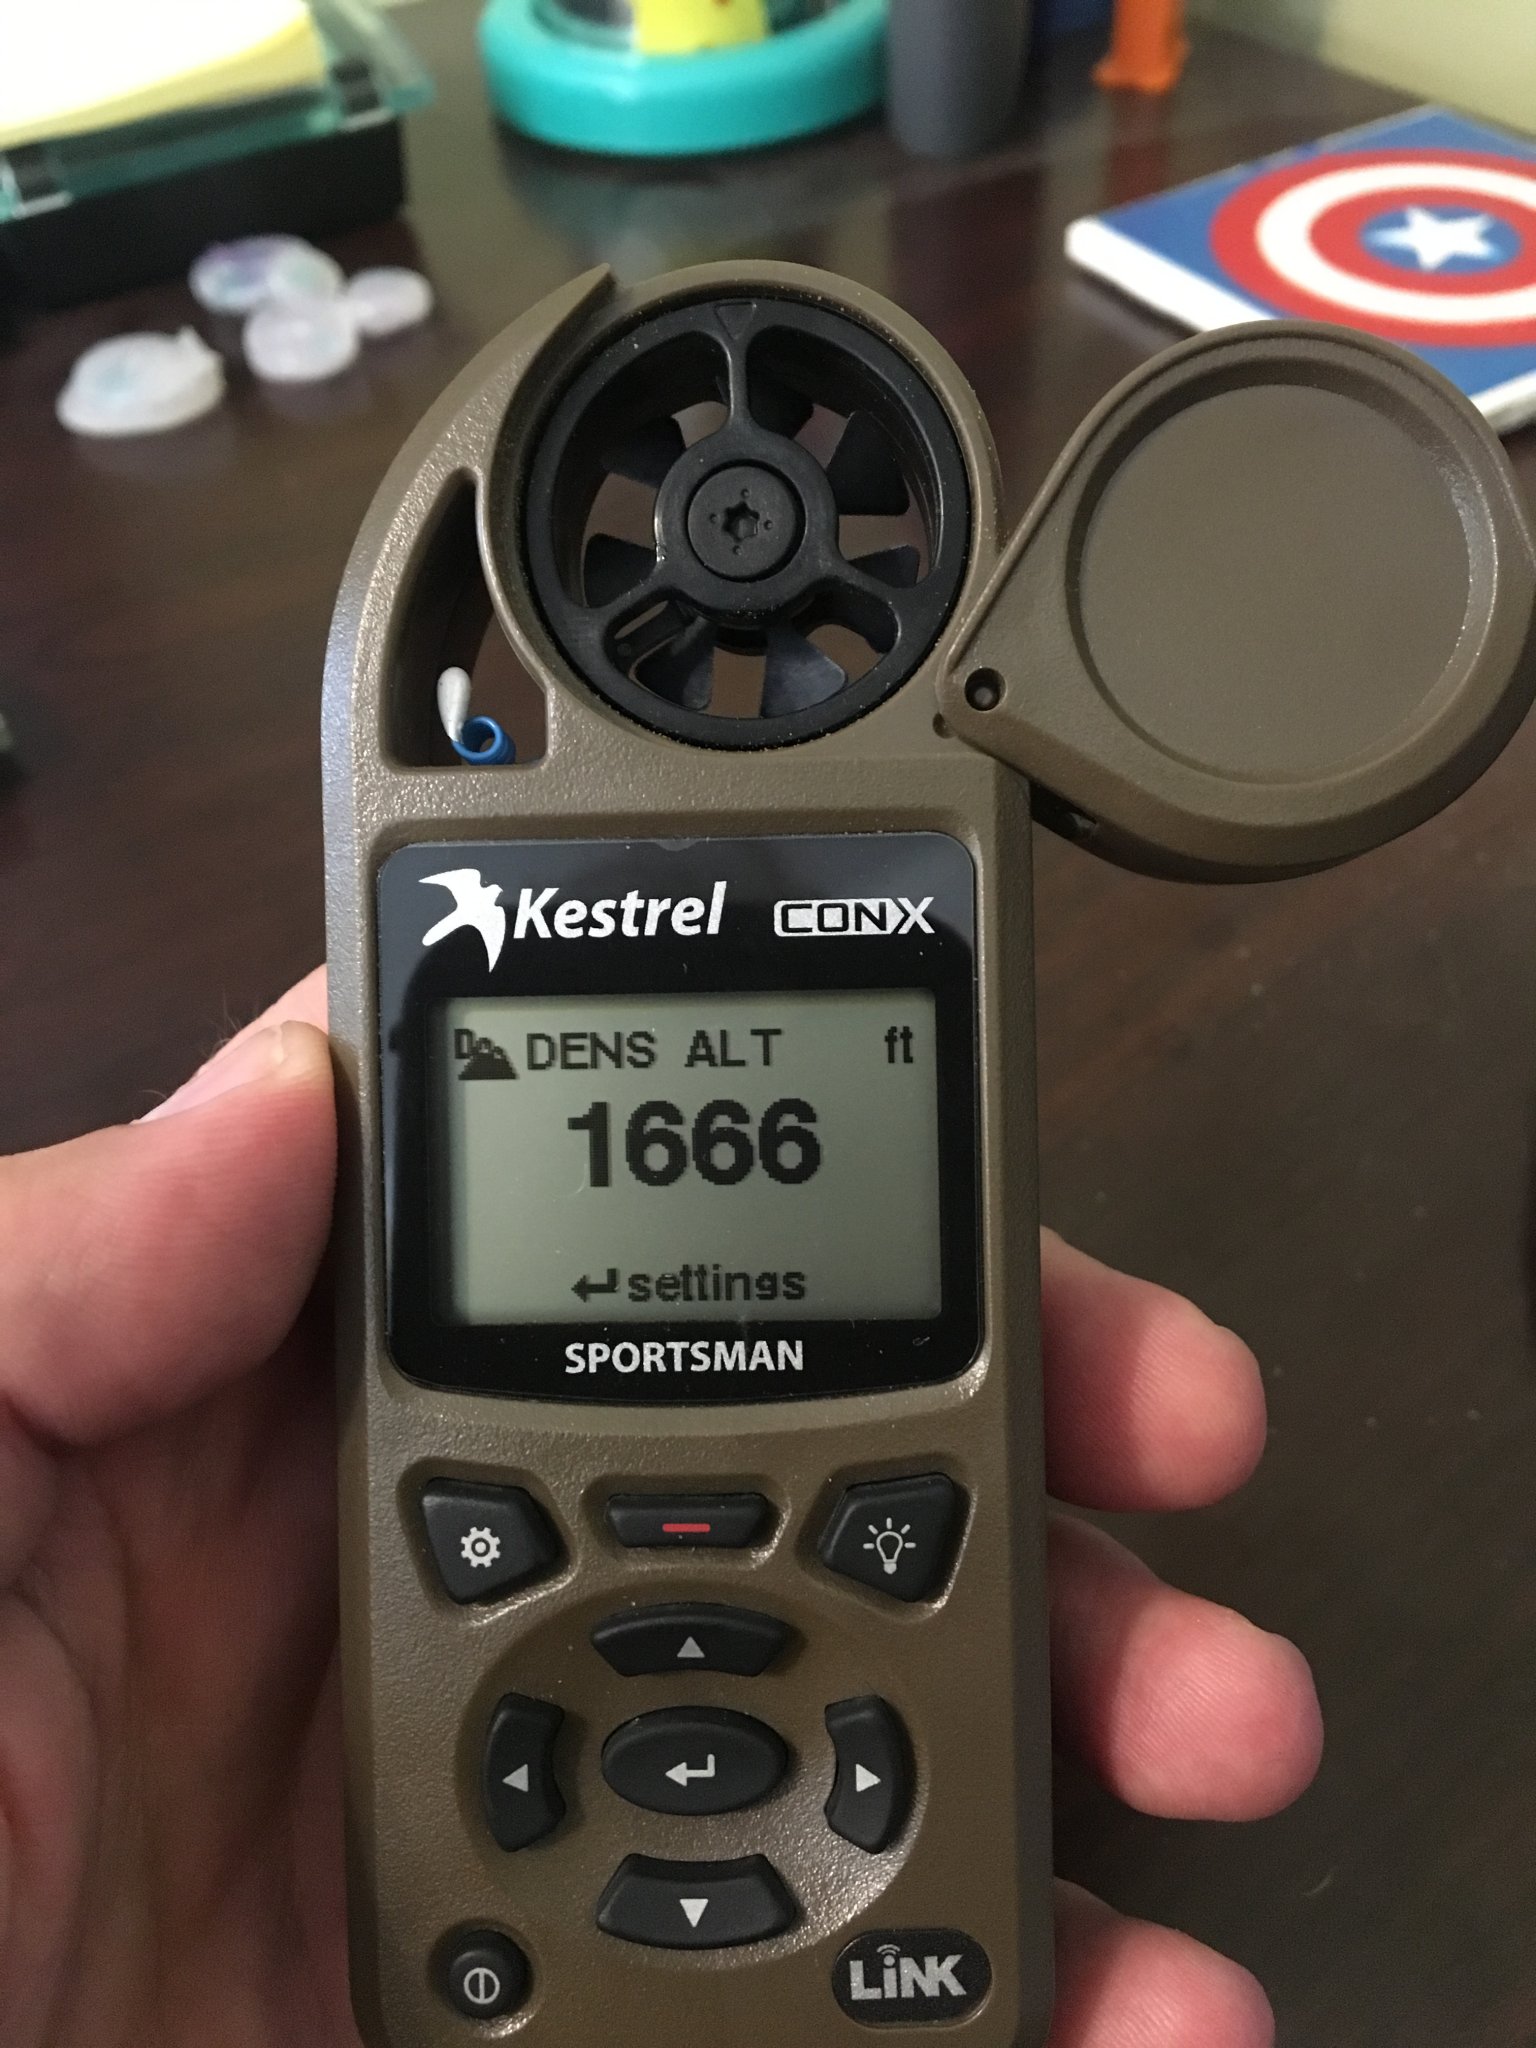 Kestrel CONX
DENS ALT ft
1666
settings
SPORTSMAN
LiNK